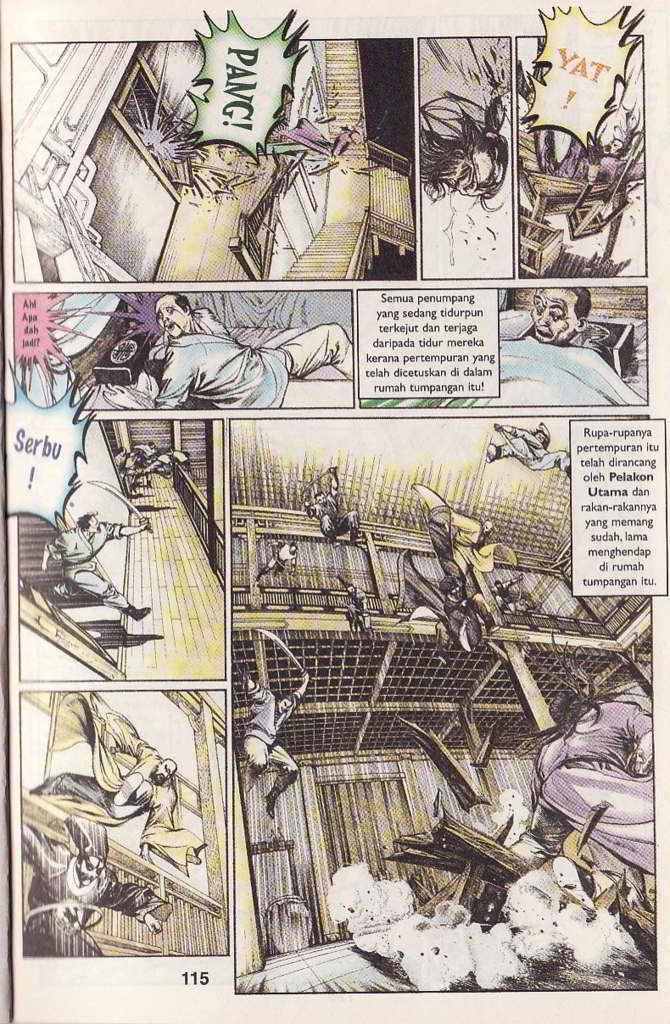 PANG!
YAT
!
Ah!
Apa
dah
jadi?
Semua penumpang
yang sedang tidurpun
terkejut dan terjaga
daripada tidur mereka
kerana pertempuran yang
telah dicetuskan di dalam
rumah tumpangan itu!
Serbu
!
Rupa-rupanya
pertempuran itu
telah dirancang
oleh Pelakon
Utama dan
rakan-rakannya
yang memang
sudah, lama
menghendap
di rumah
tumpangan itu.
115